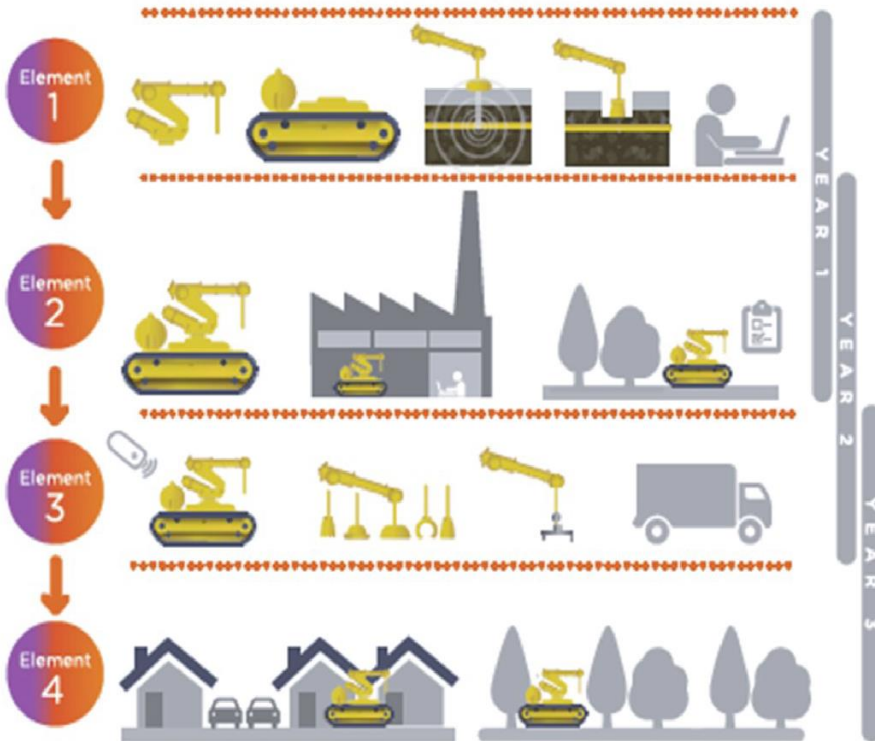 Element
1
YEAR 1
Element
2
YEAR 2
Element
3
YEAR 3
Element
4